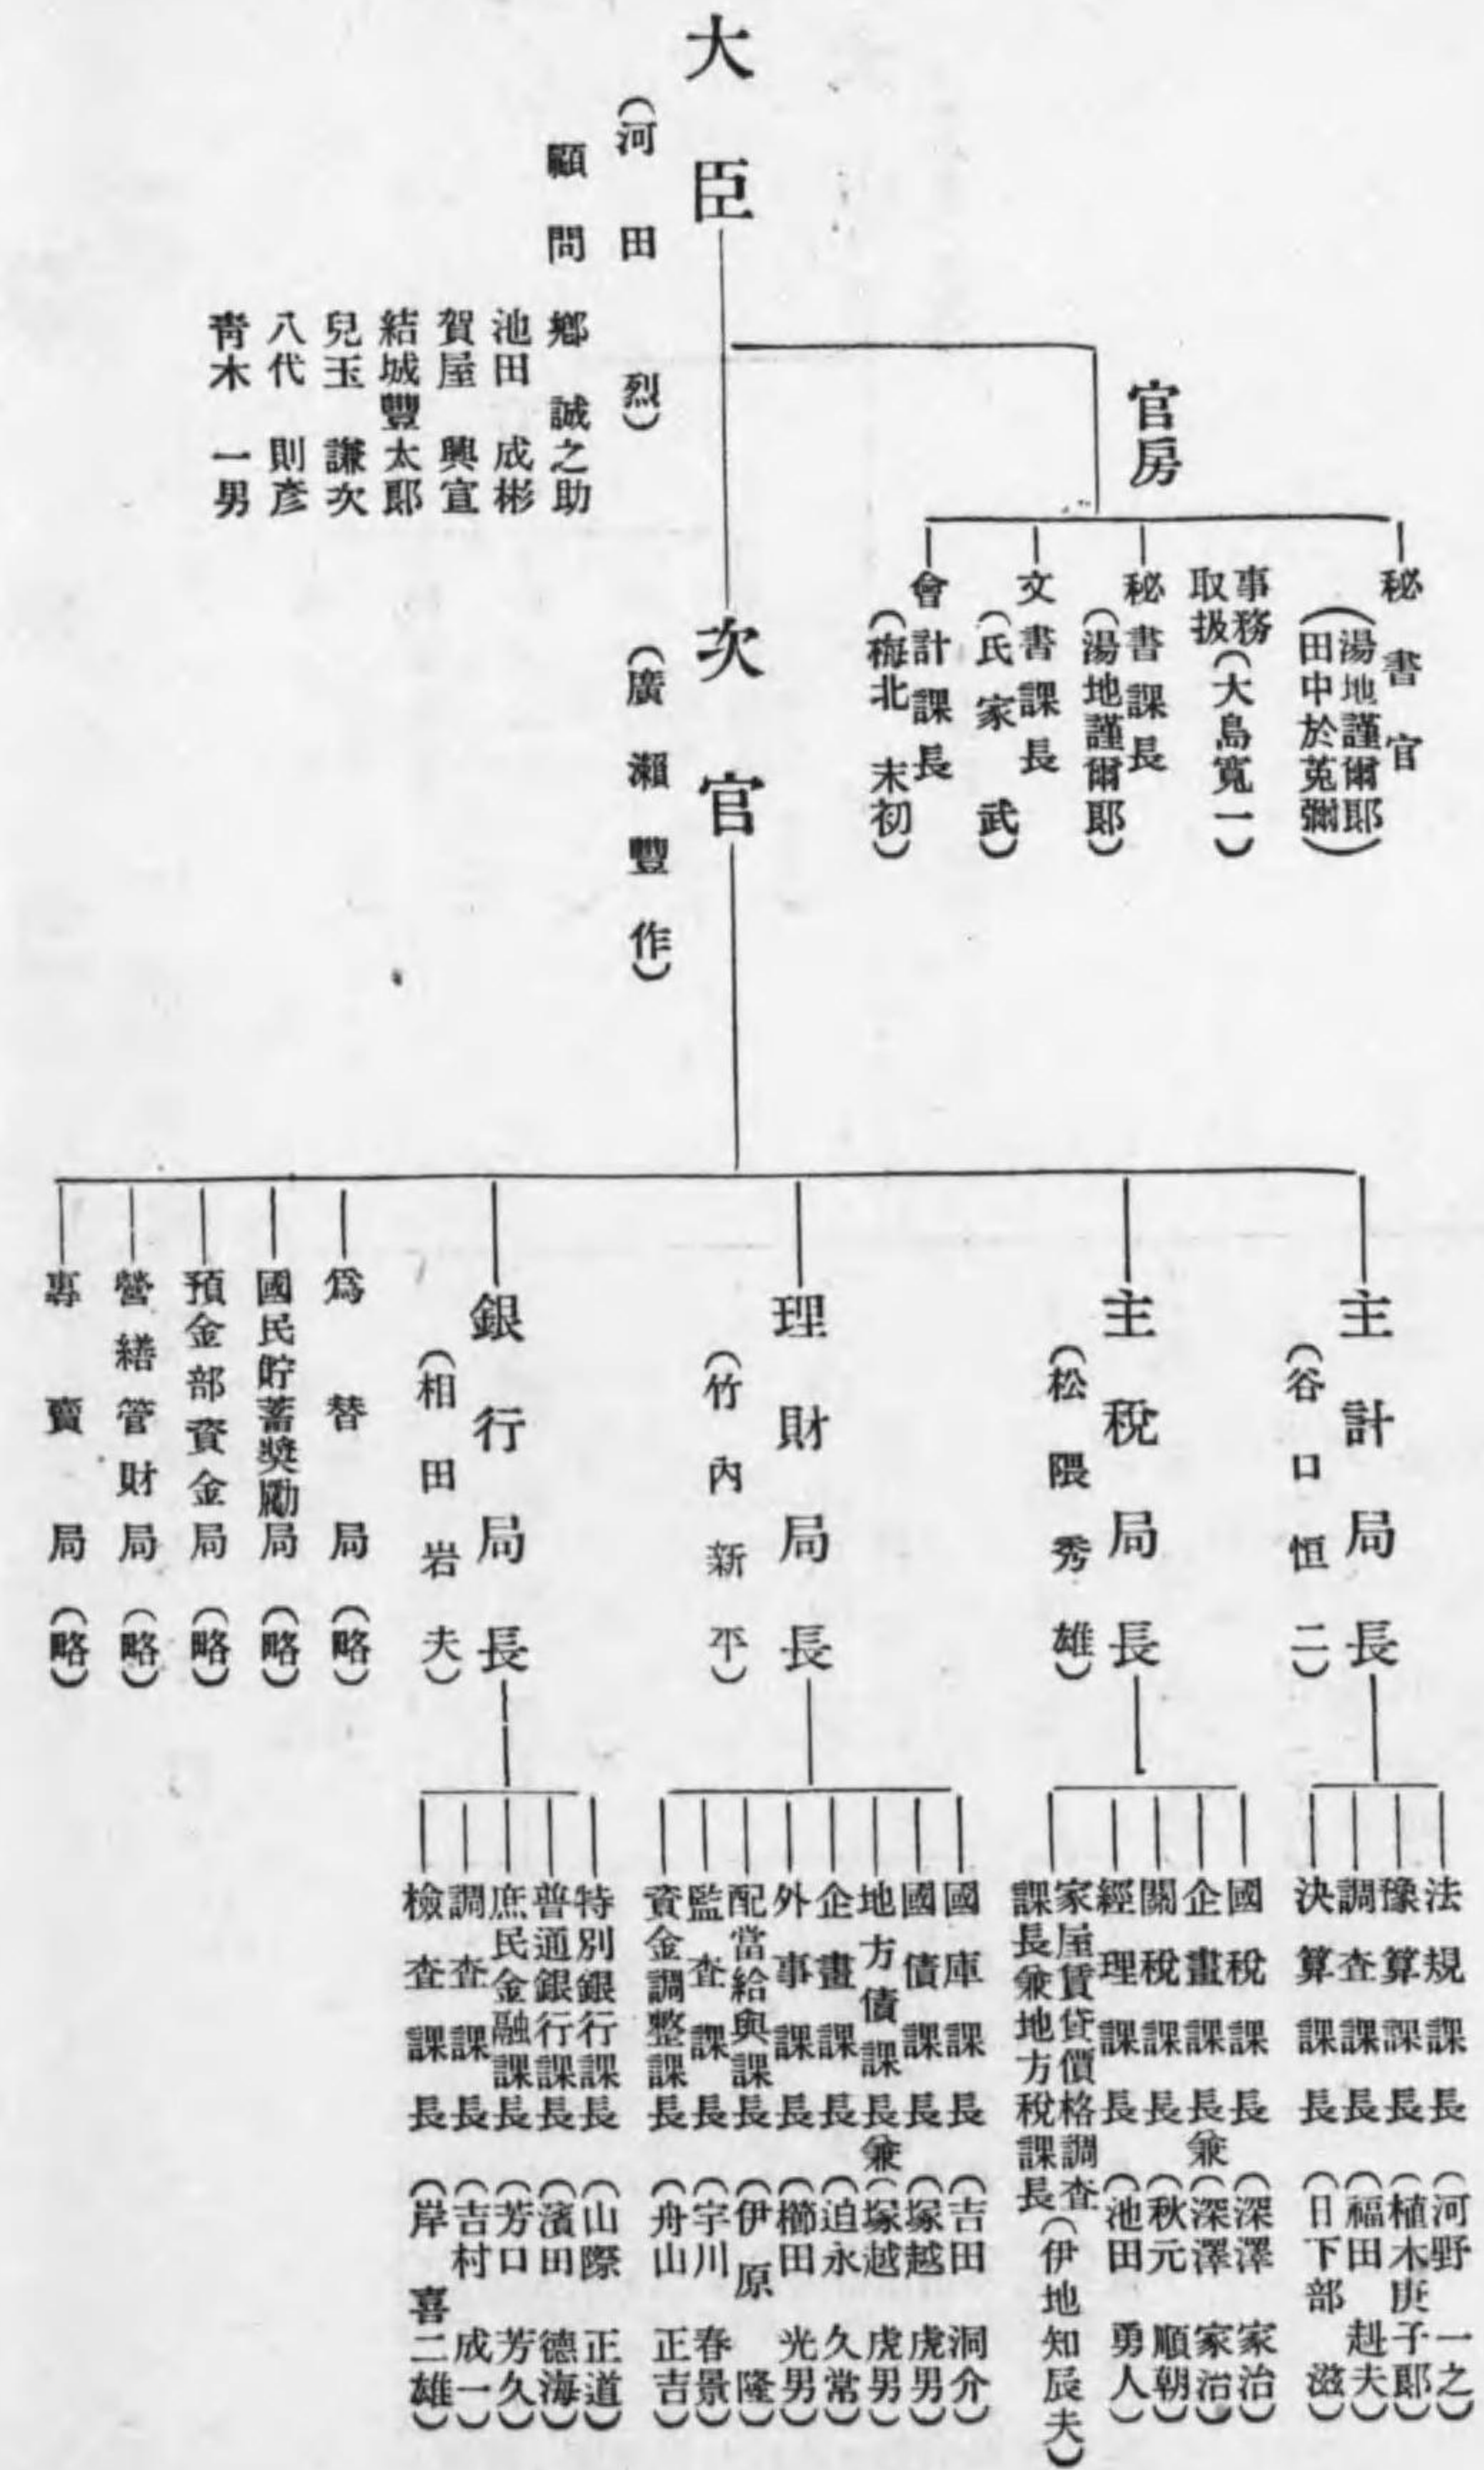 大臣
(河田烈)
顧問
鄕誠之助
池田成彬
賀屋興宣
結城豐太郞
兒玉謙次
八代則彥
靑木一男
官房
秘書官
(湯地謹爾郞
田中於菟彌)
事務
取扱(大島寬一)
秘書課長
(湯地謹爾郞)
文書課長
(氏家武)
會計課長
(梅北末初)
次官
(廣瀨豐作)
主計局長
(谷口恒二)
法規課長(河野一之)
豫算課長(植木庚子郞)
調査課長(福田赳夫)
決算課長(日下部滋)
主稅局長
(松隈秀雄)
國稅課長(深澤家治)
企畫課長兼(深澤家治)
關稅課長(秋元順朝)
經理課長(池田勇人)
家屋賃貸價格調査
課長兼地方稅課長(伊地知辰夫)
理財局長
(竹內新平)
國庫課長(吉田洞介)
國債課長(塚越虎男)
地方債課長兼(塚越虎男)
企畫課長(迫永久常)
外事課長(櫛田光男)
配當給與課長(伊原隆)
監査課長(宇川春景)
資金調整課長(舟山正吉)
銀行局長
(相田岩夫)
特別銀行課長(山際正道)
普通銀行課長(濱田德海)
庶民金融課長(芳口芳久)
調査課長(吉村成一)
檢査課長(岸喜二雄)
爲替局(略)
國民貯蓄奬勵局(略)
預金部資金局(略)
營繕管財局(略)
專賣局(略)